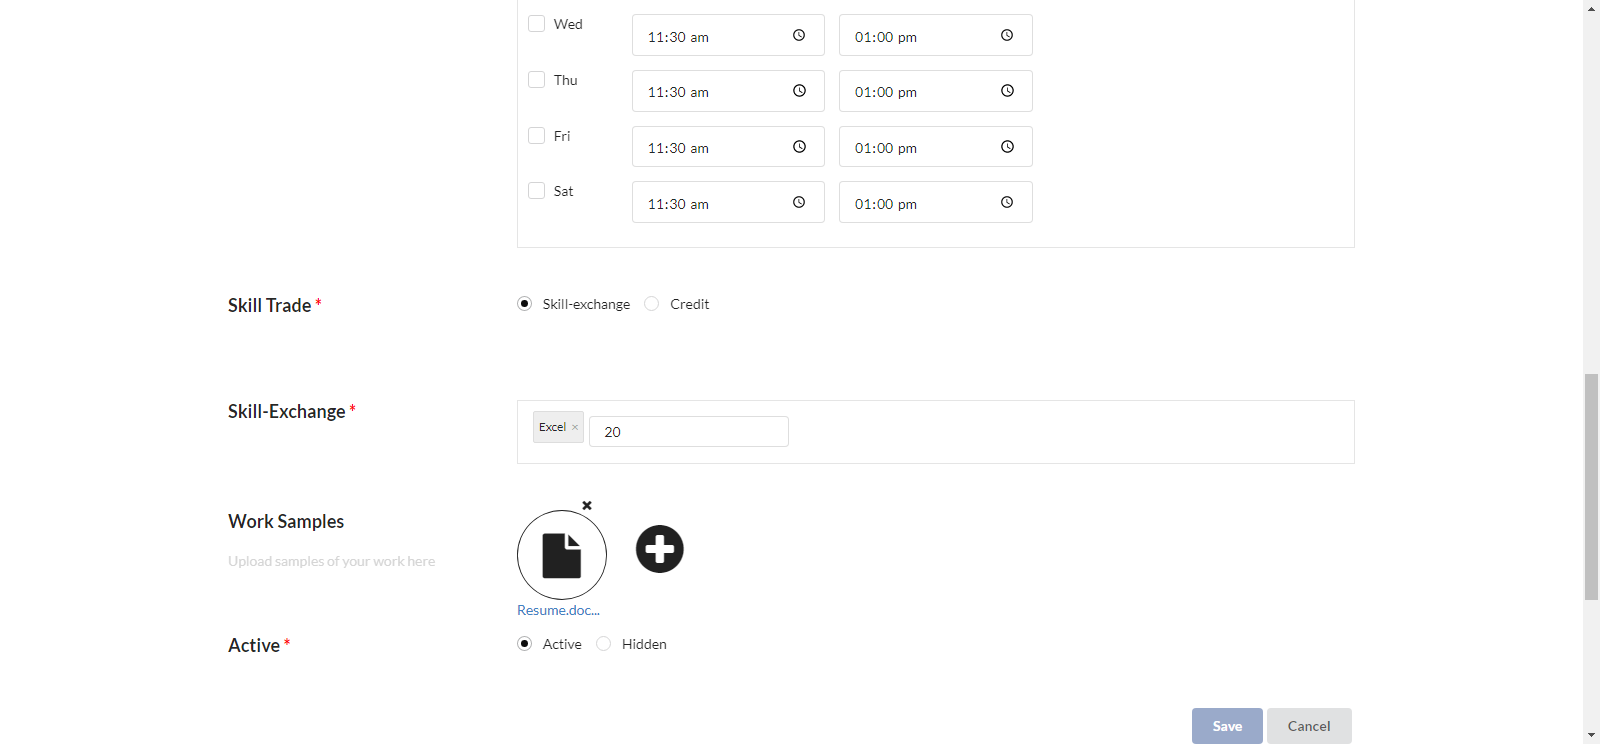 Wed 11:30 am 01:00 pm
Thu 11:30 am 01:00 pm
Fri 11:30 am 01:00 pm
Sat 11:30 am 01:00 pm
Skill Trade * Skill-exchange Credit
Skill-Exchange * Excel × 20
Work Samples
Upload samples of your work here
Resume.doc...
Active * Active Hidden
Save Cancel